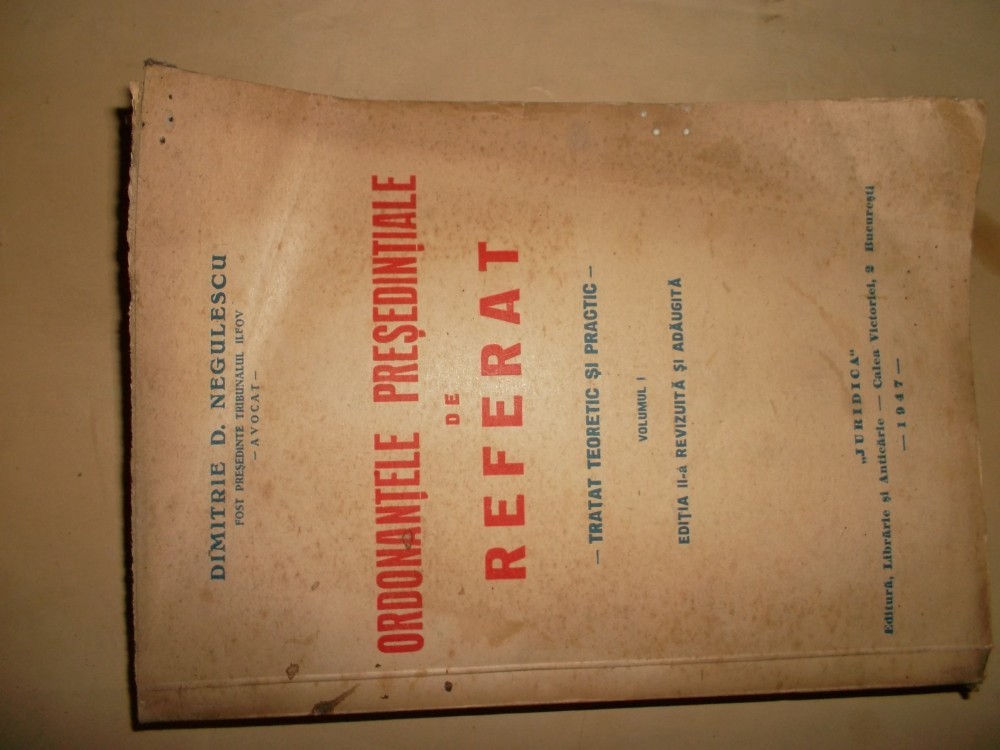 DIMITRIE D. NEGULESCU
FOST PREȘEDINTE TRIBUNALUL ILFOV
— AVOCAT —
ORDONANȚELE PREȘEDINȚIALE
DE
REFERAT
— TRATAT TEORETIC ȘI PRACTIC —
VOLUMUL I
EDIȚIA II-a REVIZUITĂ ȘI ADĂUGITĂ
„JURIDICA"
Editură, Librărie și Anticărie — Calea Victoriei, 2 București
— 1947 —